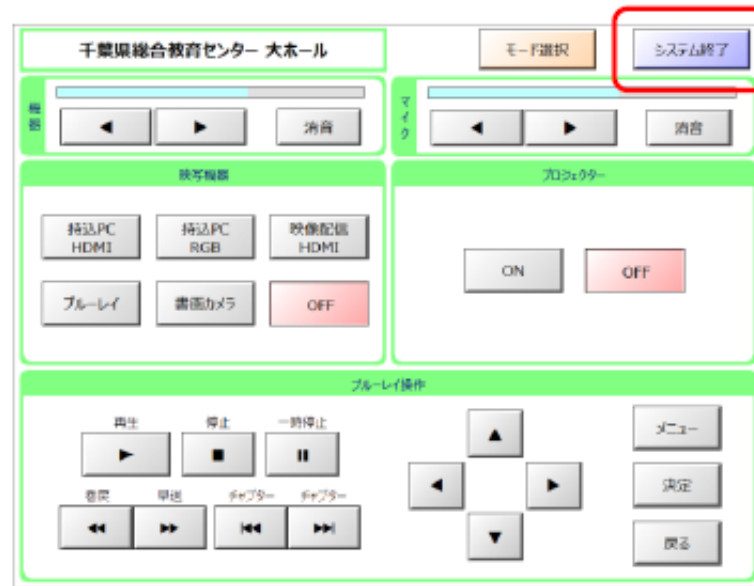 千葉県総合教育センター 大ホール
モード選択
システム終了
機器
◀ ▶ 消音
マイク
◀ ▶ 消音
映写機器
プロジェクター
持込PC
HDMI
持込PC
RGB
映像配信
HDMI
ON
OFF
ブルーレイ
書画カメラ
OFF
ブルーレイ操作
再生
停止
一時停止
メニュー
巻戻
早送
チャプター
チャプター
決定
戻る